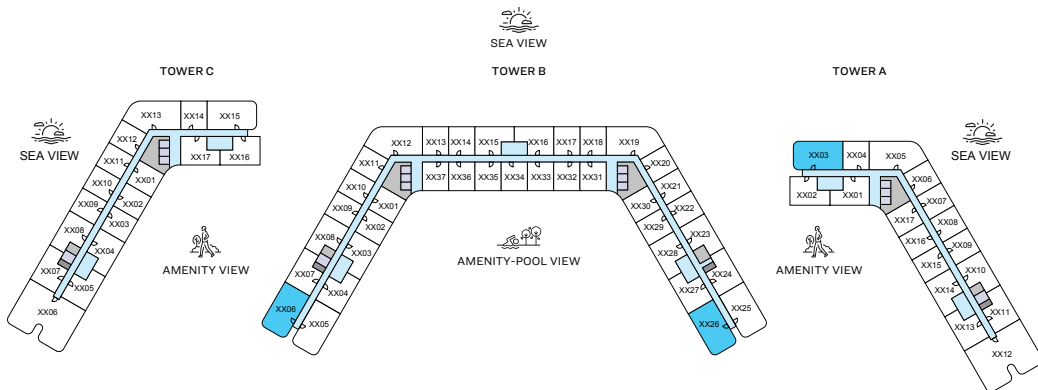 SEA VIEW
TOWER C
TOWER B
TOWER A
SEA VIEW
SEA VIEW
AMENITY VIEW
AMENITY-POOL VIEW
AMENITY VIEW
XX13
XX14
XX15
XX12
XX11
XX17
XX16
XX10
XX01
XX09
XX02
XX08
XX03
XX07
XX04
XX06
XX05
XX12
XX13
XX14
XX15
XX16
XX17
XX18
XX19
XX11
XX37
XX36
XX35
XX34
XX33
XX32
XX31
XX20
XX10
XX01
XX30
XX21
XX09
XX02
XX29
XX22
XX08
XX03
XX28
XX23
XX07
XX04
XX27
XX24
XX06
XX05
XX26
XX25
XX03
XX04
XX05
XX02
XX01
XX06
XX17
XX07
XX16
XX08
XX15
XX09
XX14
XX10
XX13
XX11
XX12